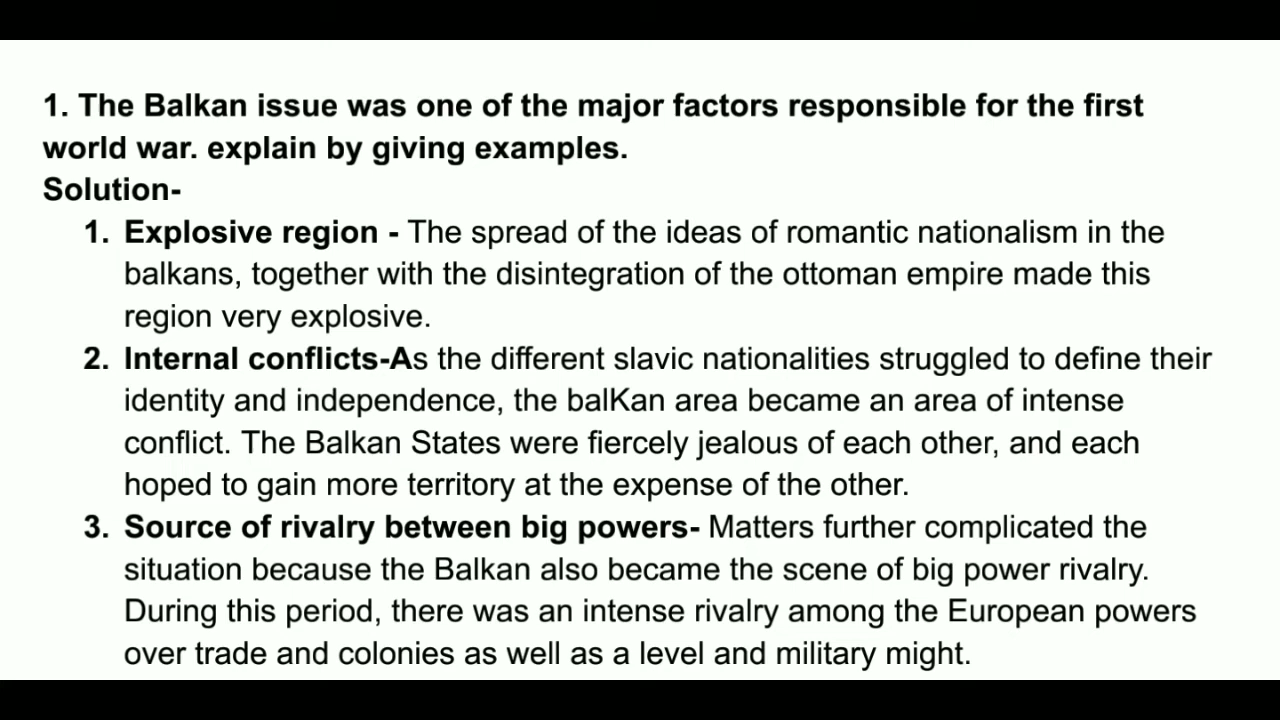 1. The Balkan issue was one of the major factors responsible for the first
world war. explain by giving examples.
Solution-
1. Explosive region - The spread of the ideas of romantic nationalism in the
balkans, together with the disintegration of the ottoman empire made this
region very explosive.
2. Internal conflicts-As the different slavic nationalities struggled to define their
identity and independence, the balKan area became an area of intense
conflict. The Balkan States were fiercely jealous of each other, and each
hoped to gain more territory at the expense of the other.
3. Source of rivalry between big powers- Matters further complicated the
situation because the Balkan also became the scene of big power rivalry.
During this period, there was an intense rivalry among the European powers
over trade and colonies as well as a level and military might.